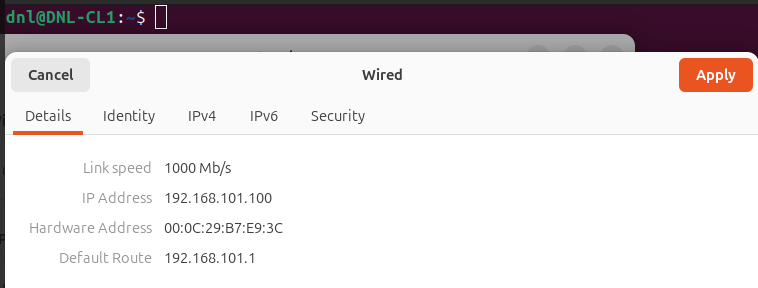 dnl@DNL-CL1:~$
Cancel Wired Apply
Details Identity IPv4 IPv6 Security
Link speed 1000 Mb/s
IP Address 192.168.101.100
Hardware Address 00:0C:29:B7:E9:3C
Default Route 192.168.101.1